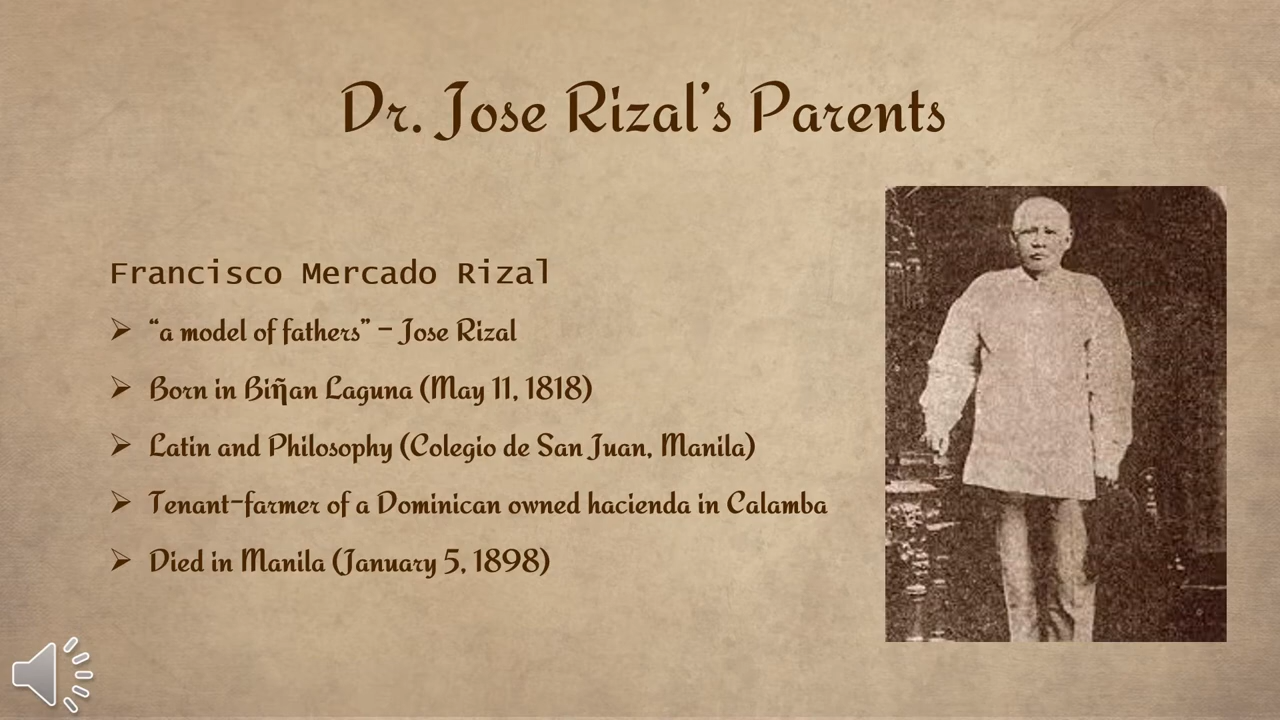 Dr. Jose Rizal’s Parents
Francisco Mercado Rizal
➢ “a model of fathers” – Jose Rizal
➢ Born in Biῆan Laguna (May 11, 1818)
➢ Latin and Philosophy (Colegio de San Juan, Manila)
➢ Tenant-farmer of a Dominican owned hacienda in Calamba
➢ Died in Manila (January 5, 1898)